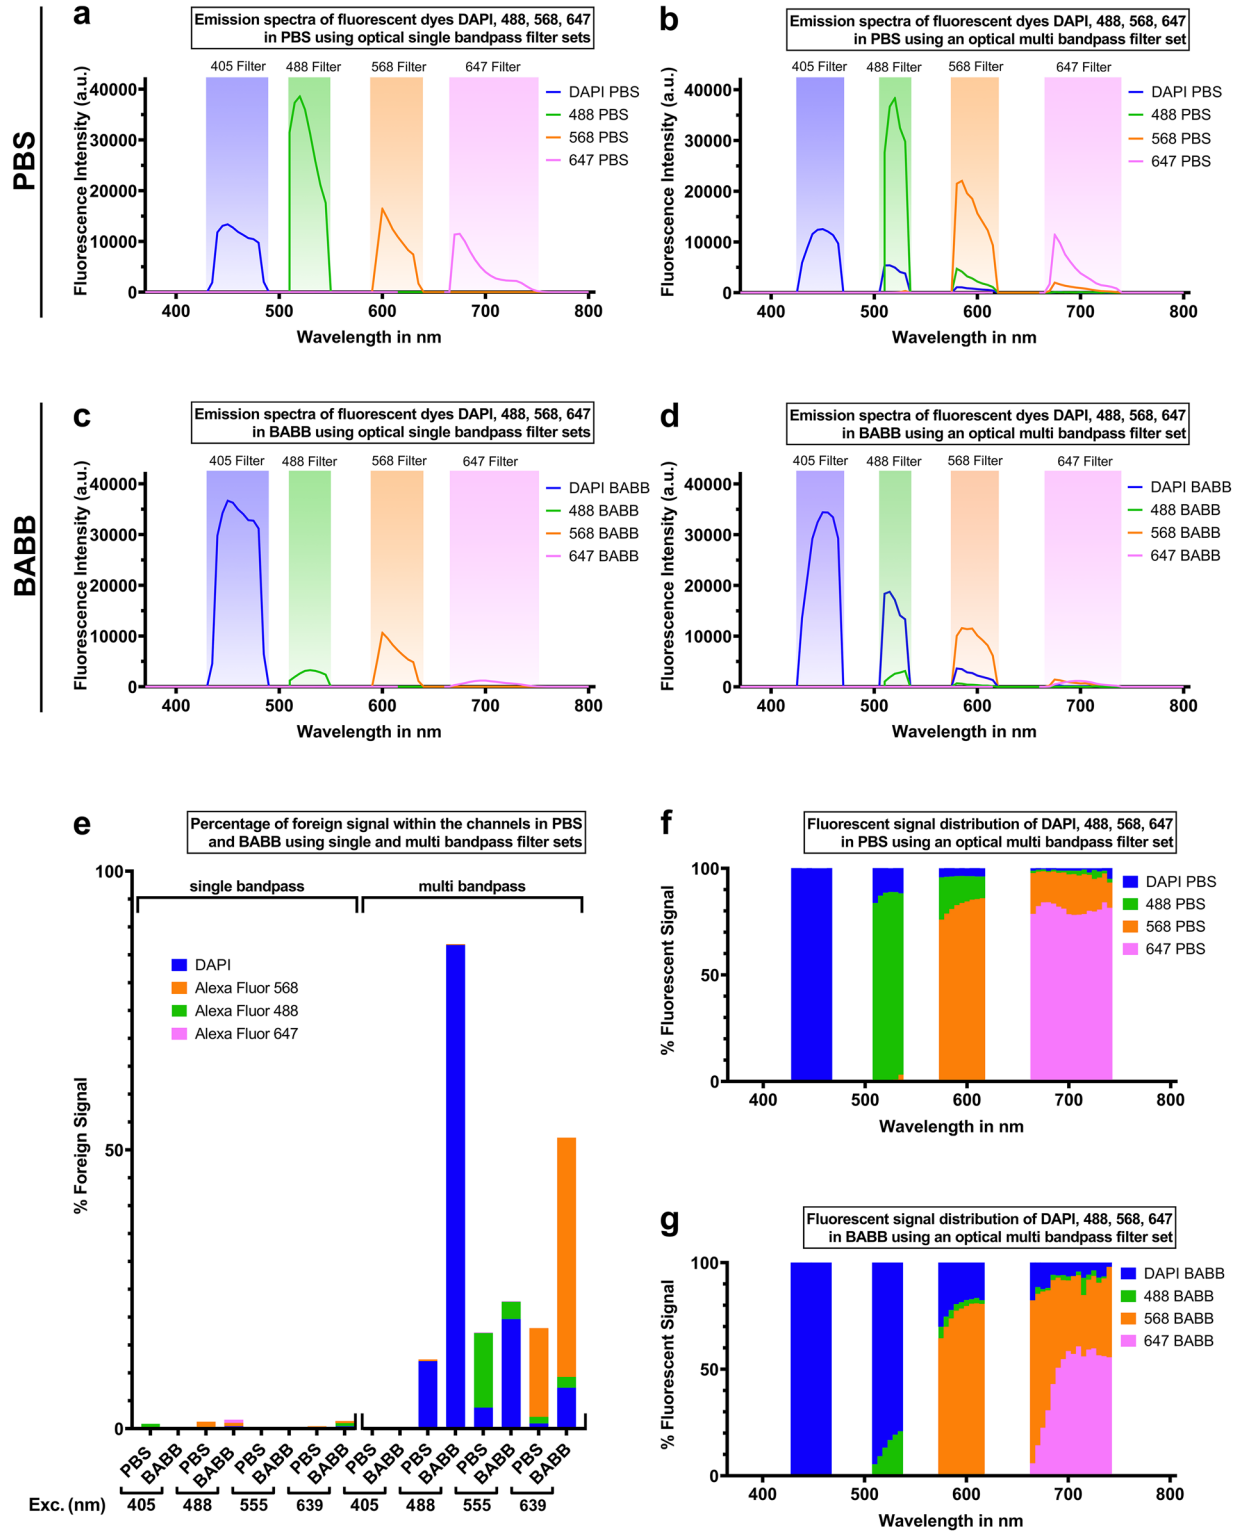 PBS
a
Emission spectra of fluorescent dyes DAPI, 488, 568, 647
in PBS using optical single bandpass filter sets
405 Filter 488 Filter 568 Filter 647 Filter
Fluorescence Intensity (a.u.)
40000
30000
20000
10000
0
400 500 600 700 800
Wavelength in nm
DAPI PBS
488 PBS
568 PBS
647 PBS
b
Emission spectra of fluorescent dyes DAPI, 488, 568, 647
in PBS using an optical multi bandpass filter set
405 Filter 488 Filter 568 Filter 647 Filter
Fluorescence Intensity (a.u.)
40000
30000
20000
10000
0
400 500 600 700 800
Wavelength in nm
DAPI PBS
488 PBS
568 PBS
647 PBS
BABB
c
Emission spectra of fluorescent dyes DAPI, 488, 568, 647
in BABB using optical single bandpass filter sets
405 Filter 488 Filter 568 Filter 647 Filter
Fluorescence Intensity (a.u.)
40000
30000
20000
10000
0
400 500 600 700 800
Wavelength in nm
DAPI BABB
488 BABB
568 BABB
647 BABB
d
Emission spectra of fluorescent dyes DAPI, 488, 568, 647
in BABB using an optical multi bandpass filter set
405 Filter 488 Filter 568 Filter 647 Filter
Fluorescence Intensity (a.u.)
40000
30000
20000
10000
0
400 500 600 700 800
Wavelength in nm
DAPI BABB
488 BABB
568 BABB
647 BABB
e
Percentage of foreign signal within the channels in PBS
and BABB using single and multi bandpass filter sets
% Foreign Signal
100
50
0
single bandpass multi bandpass
DAPI
Alexa Fluor 568
Alexa Fluor 488
Alexa Fluor 647
PBS BABB PBS BABB PBS BABB PBS BABB PBS BABB PBS BABB PBS BABB PBS BABB
Exc. (nm) 405 488 555 639 405 488 555 639
f
Fluorescent signal distribution of DAPI, 488, 568, 647
in PBS using an optical multi bandpass filter set
% Fluorescent Signal
100
50
0
400 500 600 700 800
Wavelength in nm
DAPI PBS
488 PBS
568 PBS
647 PBS
g
Fluorescent signal distribution of DAPI, 488, 568, 647
in BABB using an optical multi bandpass filter set
% Fluorescent Signal
100
50
0
400 500 600 700 800
Wavelength in nm
DAPI BABB
488 BABB
568 BABB
647 BABB